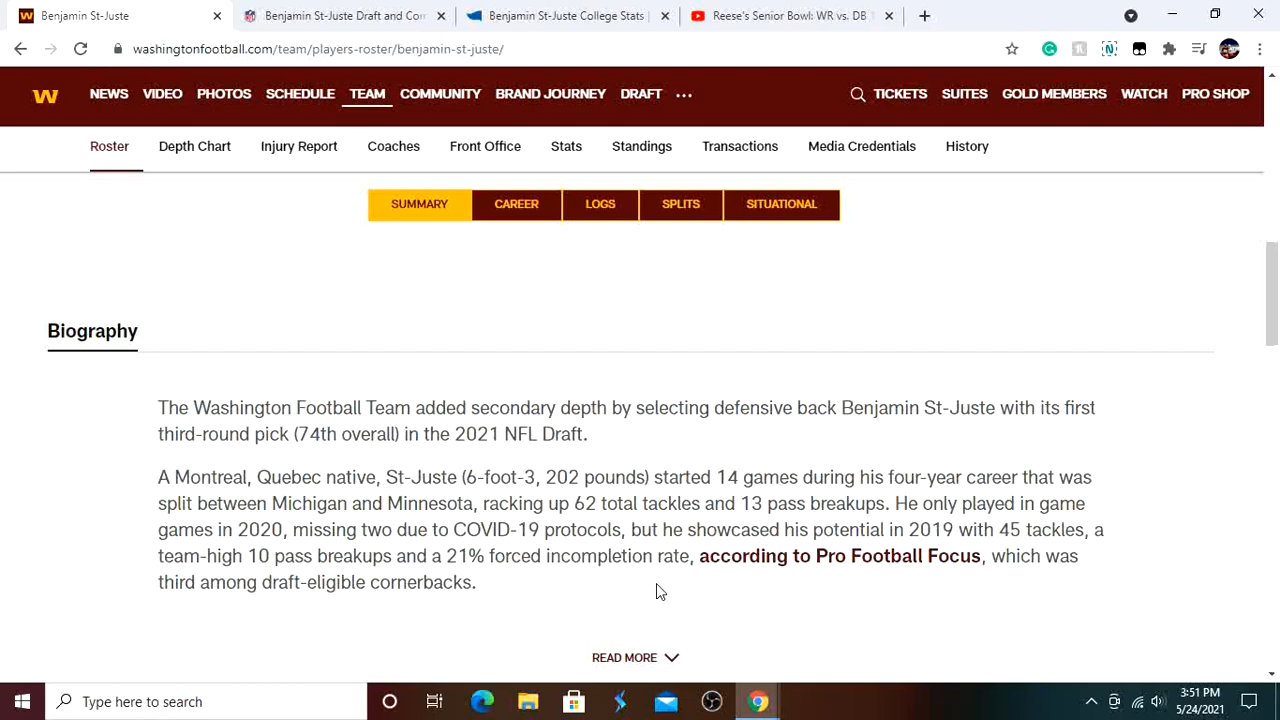 Benjamin St-Juste
Benjamin St-Juste Draft and Com
Benjamin St-Juste College Stats |
Reese's Senior Bowl: WR vs. DB 1
washingtonfootball.com/team/players-roster/benjamin-st-juste/
W NEWS VIDEO PHOTOS SCHEDULE TEAM COMMUNITY BRAND JOURNEY DRAFT ... TICKETS SUITES GOLD MEMBERS WATCH PRO SHOP
Roster Depth Chart Injury Report Coaches Front Office Stats Standings Transactions Media Credentials History
SUMMARY CAREER LOGS SPLITS SITUATIONAL
Biography
The Washington Football Team added secondary depth by selecting defensive back Benjamin St-Juste with its first
third-round pick (74th overall) in the 2021 NFL Draft.
A Montreal, Quebec native, St-Juste (6-foot-3, 202 pounds) started 14 games during his four-year career that was
split between Michigan and Minnesota, racking up 62 total tackles and 13 pass breakups. He only played in game
games in 2020, missing two due to COVID-19 protocols, but he showcased his potential in 2019 with 45 tackles, a
team-high 10 pass breakups and a 21% forced incompletion rate, according to Pro Football Focus, which was
third among draft-eligible cornerbacks.
READ MORE
Type here to search
3:51 PM
5/24/2021